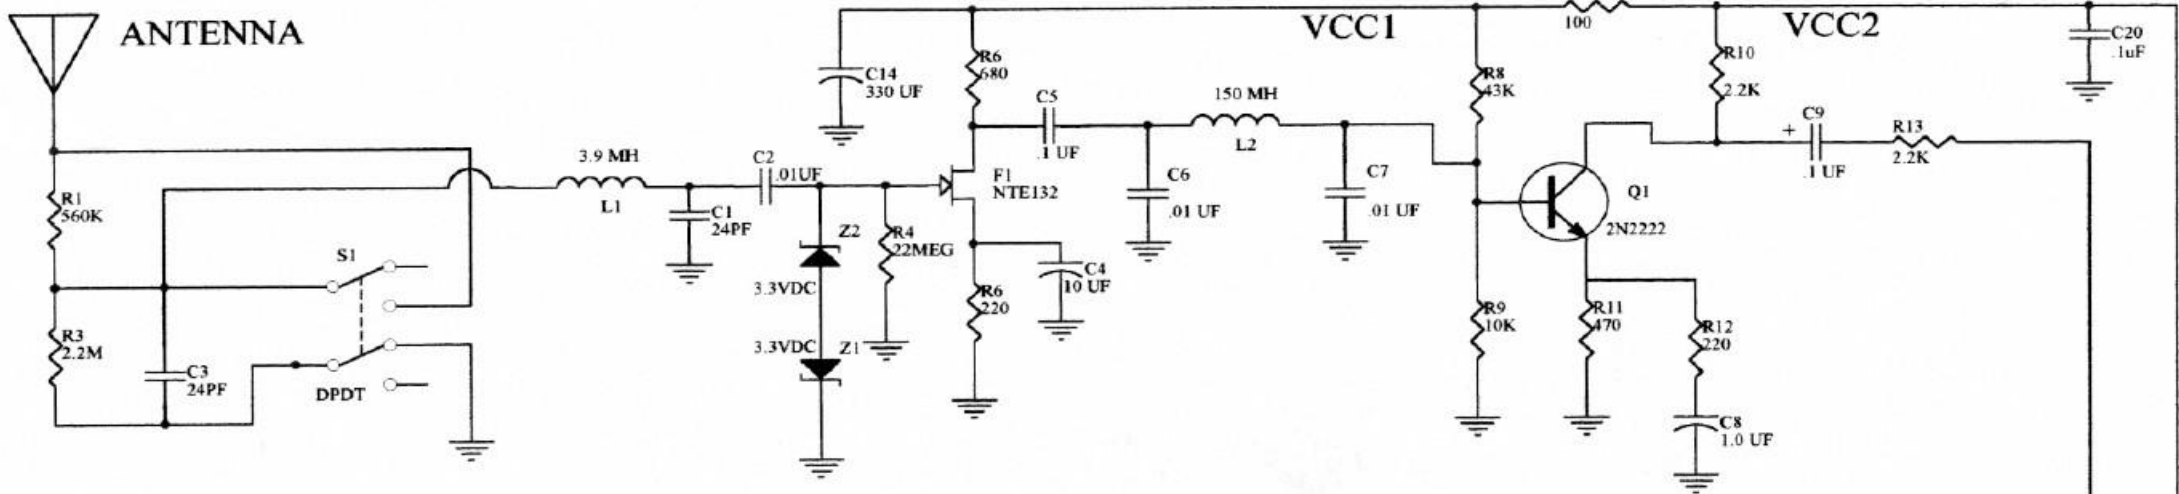 ANTENNA
R1
560K
R3
2.2M
C3
24PF
S1
DPDT
3.9 MH
L1
C1
24PF
C2
.01UF
Z2
3.3VDC
3.3VDC
Z1
R4
22MEG
C14
330 UF
R6
680
F1
NTE132
R6
220
C4
10 UF
C5
.1 UF
C6
.01 UF
150 MH
L2
C7
.01 UF
VCC1
R8
43K
R9
10K
100
Q1
2N2222
R11
470
R12
220
C8
1.0 UF
VCC2
R10
2.2K
+
C9
.1 UF
R13
2.2K
C20
.1uF